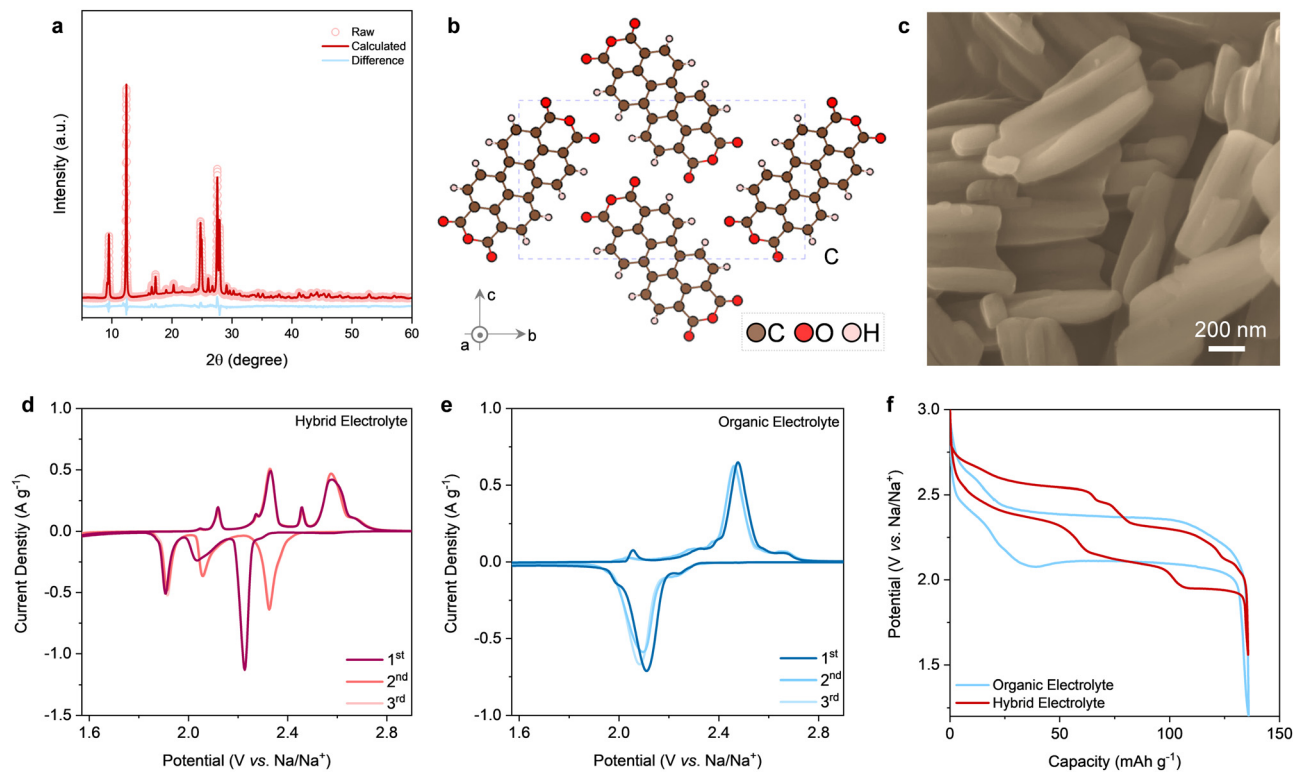 a
Raw
Calculated
Difference
Intensity (a.u.)
10
20
30
40
50
60
2θ (degree)
b
C
c
a
b
C
O
H
c
200 nm
d
Hybrid Electrolyte
1.0
0.5
0.0
-0.5
-1.0
-1.5
Current Denstiy (A g⁻¹)
1st
2nd
3rd
1.6
2.0
2.4
2.8
Potential (V vs. Na/Na⁺)
e
Organic Electrolyte
1.0
0.5
0.0
-0.5
-1.0
Current Density (A g⁻¹)
1st
2nd
3rd
1.6
2.0
2.4
2.8
Potential (V vs. Na/Na⁺)
f
3.0
2.5
2.0
1.5
Potential (V vs. Na/Na⁺)
Organic Electrolyte
Hybrid Electrolyte
0
50
100
150
Capacity (mAh g⁻¹)